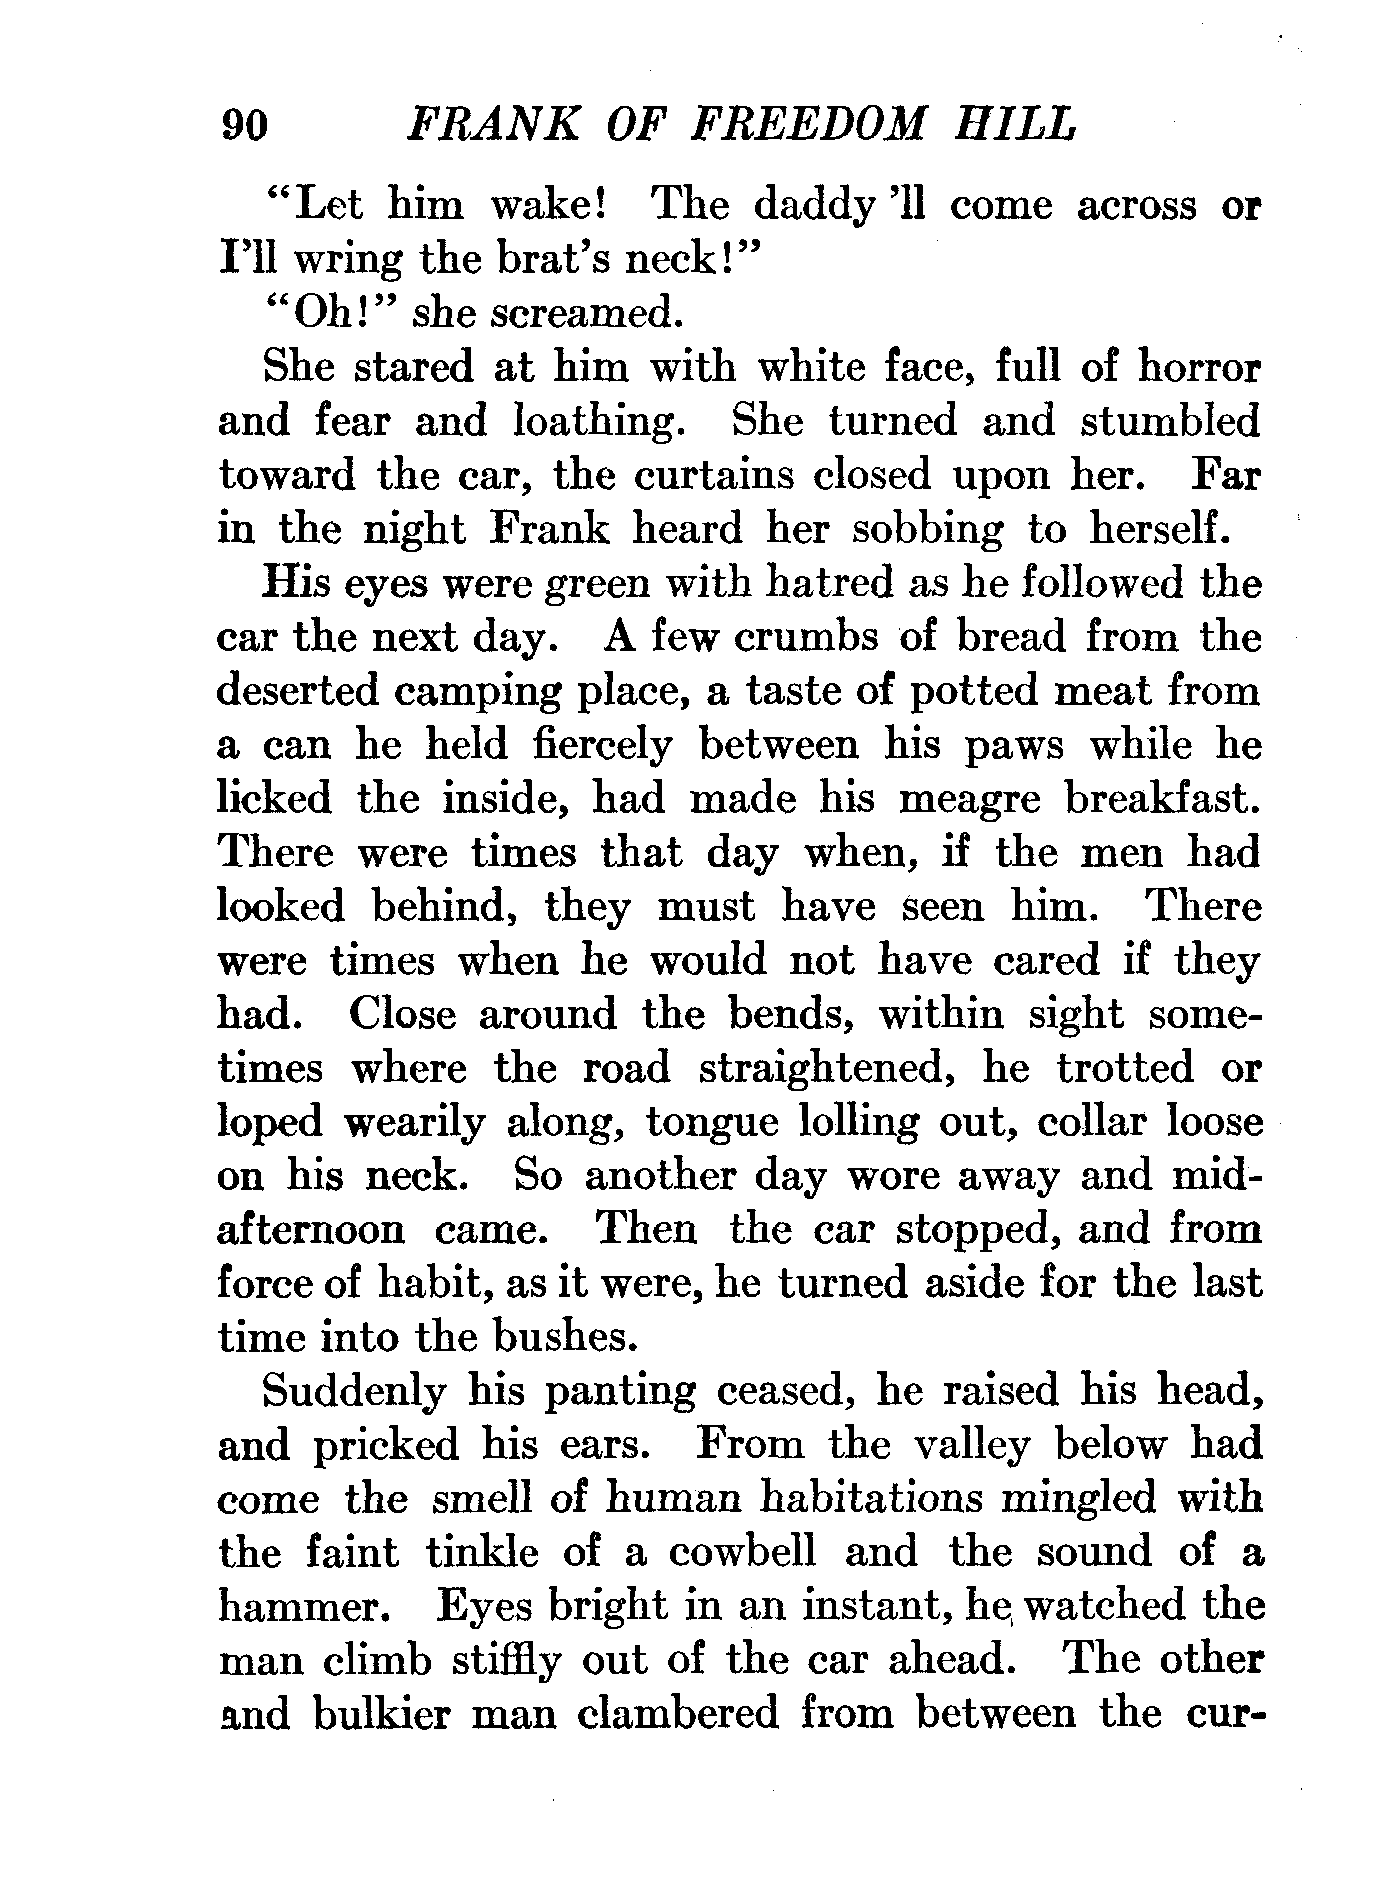 90 FRANK OF FREEDOM HILL
“Let him wake! The daddy ’ll come across or
I’ll wring the brat’s neck!”
“Oh!” she screamed.
She stared at him with white face, full of horror
and fear and loathing. She turned and stumbled
toward the car, the curtains closed upon her. Far
in the night Frank heard her sobbing to herself.
His eyes were green with hatred as he followed the
car the next day. A few crumbs of bread from the
deserted camping place, a taste of potted meat from
a can he held fiercely between his paws while he
licked the inside, had made his meagre breakfast.
There were times that day when, if the men had
looked behind, they must have seen him. There
were times when he would not have cared if they
had. Close around the bends, within sight some-
times where the road straightened, he trotted or
loped wearily along, tongue lolling out, collar loose
on his neck. So another day wore away and mid-
afternoon came. Then the car stopped, and from
force of habit, as it were, he turned aside for the last
time into the bushes.
Suddenly his panting ceased, he raised his head,
and pricked his ears. From the valley below had
come the smell of human habitations mingled with
the faint tinkle of a cowbell and the sound of a
hammer. Eyes bright in an instant, he watched the
man climb stiffly out of the car ahead. The other
and bulkier man clambered from between the cur-